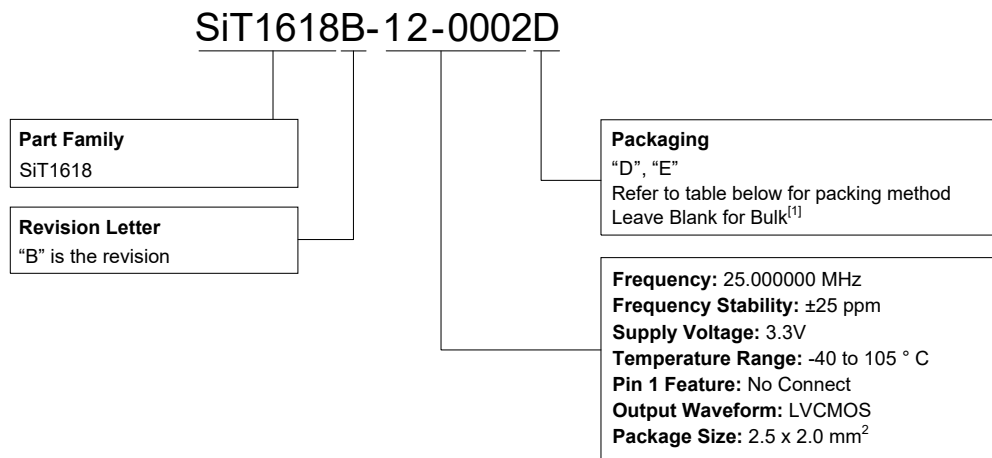 SiT1618B-12-0002D
Part Family
SiT1618
Revision Letter
“B” is the revision
Packaging
“D”, “E”
Refer to table below for packing method
Leave Blank for Bulk[1]
Frequency: 25.000000 MHz
Frequency Stability: ±25 ppm
Supply Voltage: 3.3V
Temperature Range: -40 to 105 ° C
Pin 1 Feature: No Connect
Output Waveform: LVCMOS
Package Size: 2.5 x 2.0 mm2